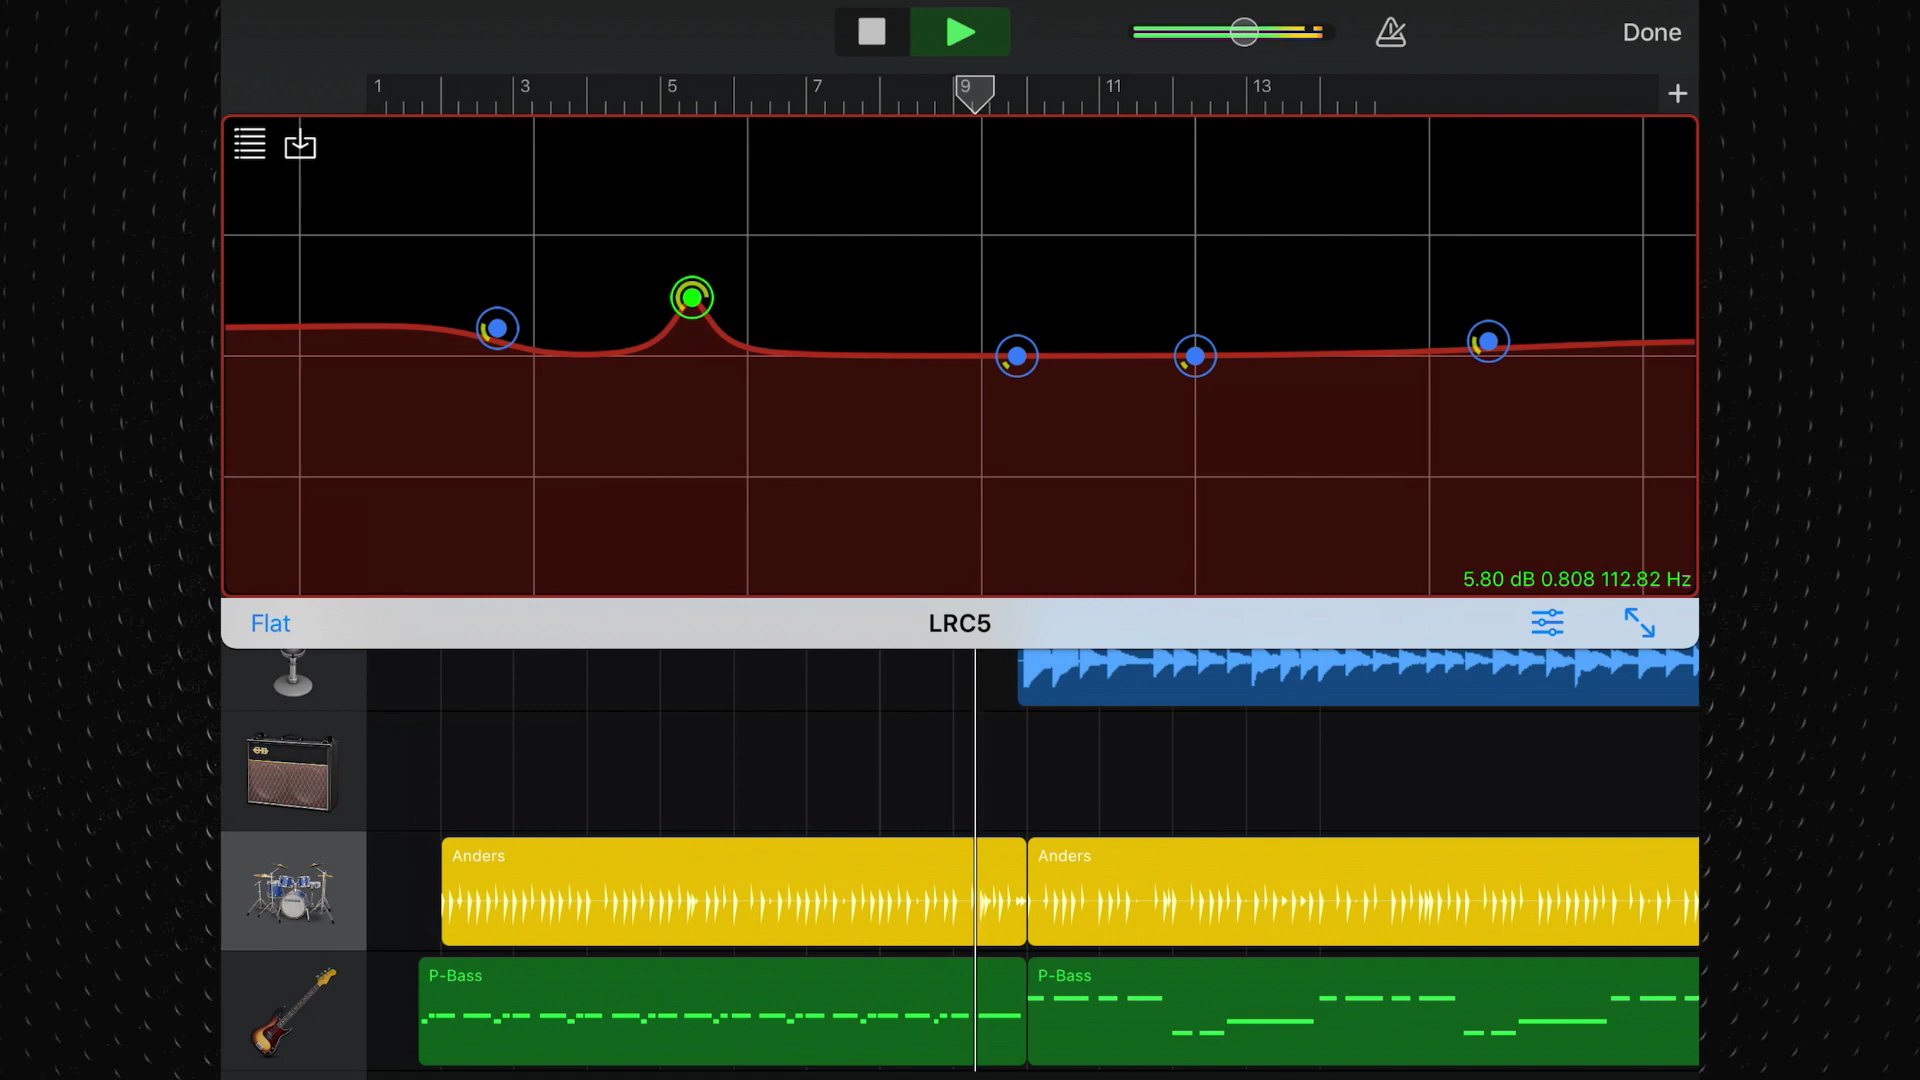 Done
1 3 5 7 9 11 13
5.80 dB 0.808 112.82 Hz
Flat LRC5
Anders Anders
P-Bass P-Bass